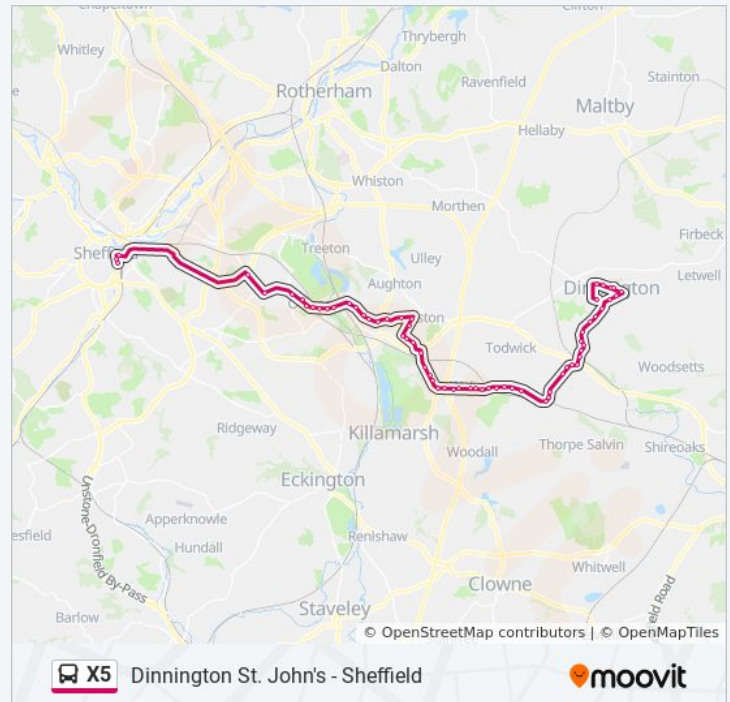 Chapeltown
Clifton
Whitley
Thrybergh
Dalton
Ravenfield
Stainton
Rotherham
Maltby
Hellaby
Whiston
Morthen
Firbeck
Treeton
Ulley
Letwell
Aughton
Todwick
Woodsetts
Killamarsh
Ridgeway
Woodall
Thorpe Salvin
Shireoaks
Eckington
Apperknowle
Renishaw
Hundall
Whitwell
Unstone-Dronfield By-Pass
Clowne
Barlow
Staveley
© OpenStreetMap contributors | © OpenMapTiles
X5 Dinnington St. John's - Sheffield moovit